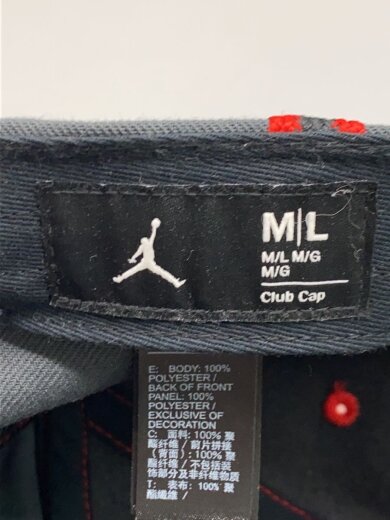 M|L
M/L M/G
M/G
Club Cap
E: BODY: 100%
POLYESTER /
BACK OF FRONT
PANEL: 100%
POLYESTER /
EXCLUSIVE OF
DECORATION
C: 面料: 100% 聚
酯纤维 / 前片拼接
(背面): 100% 聚
酯纤维 / 不包括装
饰部分及非纤维物质
T: 表布: 100% 聚
酯纖維 /